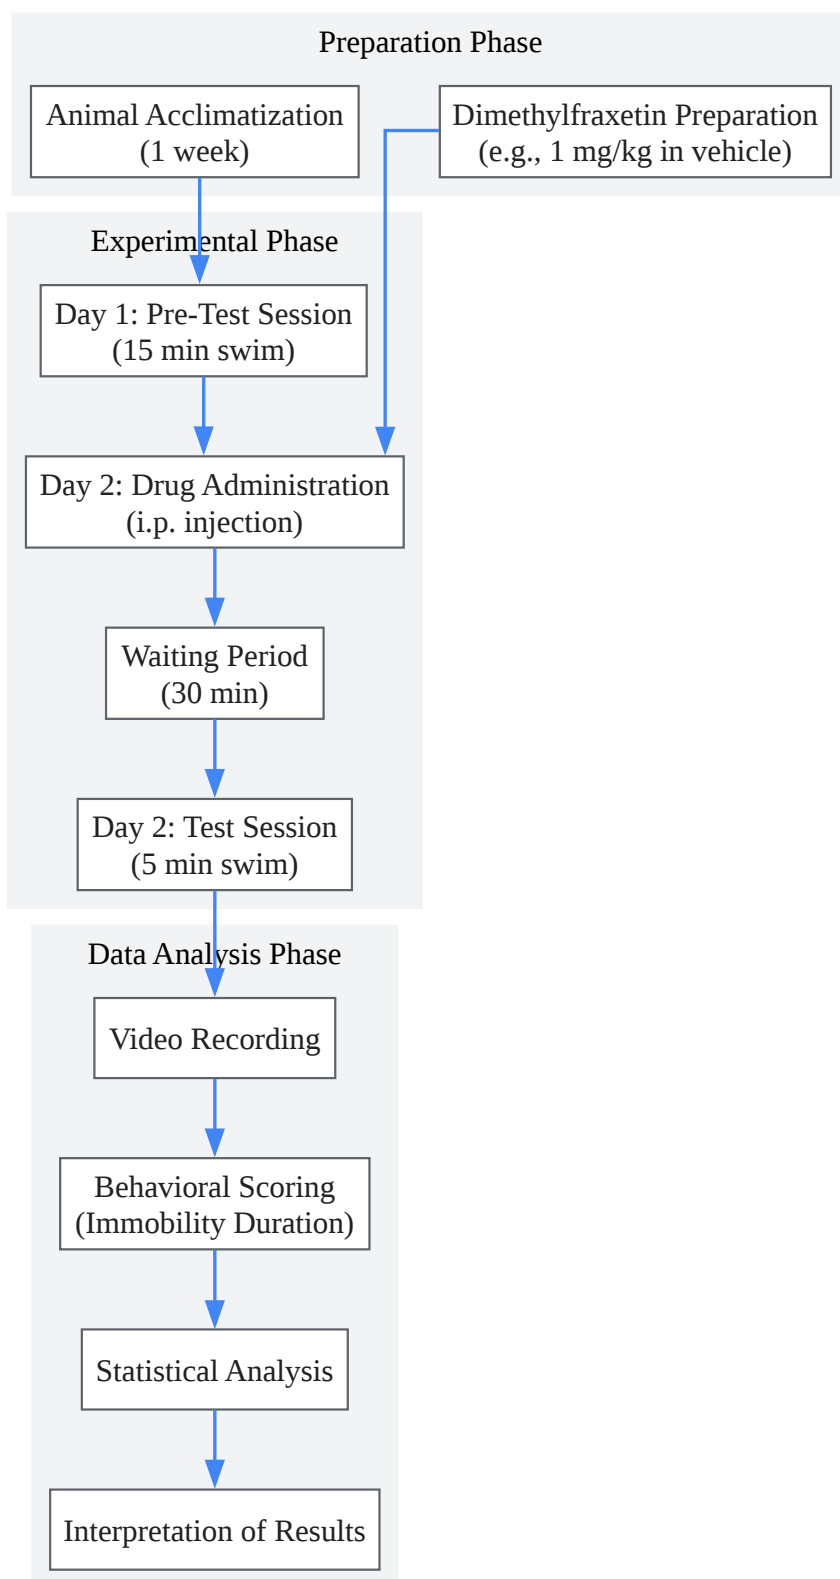 Preparation Phase
Animal Acclimatization
(1 week)
Dimethylfraxetin Preparation
(e.g., 1 mg/kg in vehicle)
Experimental Phase
Day 1: Pre-Test Session
(15 min swim)
Day 2: Drug Administration
(i.p. injection)
Waiting Period
(30 min)
Day 2: Test Session
(5 min swim)
Data Analysis Phase
Video Recording
Behavioral Scoring
(Immobility Duration)
Statistical Analysis
Interpretation of Results